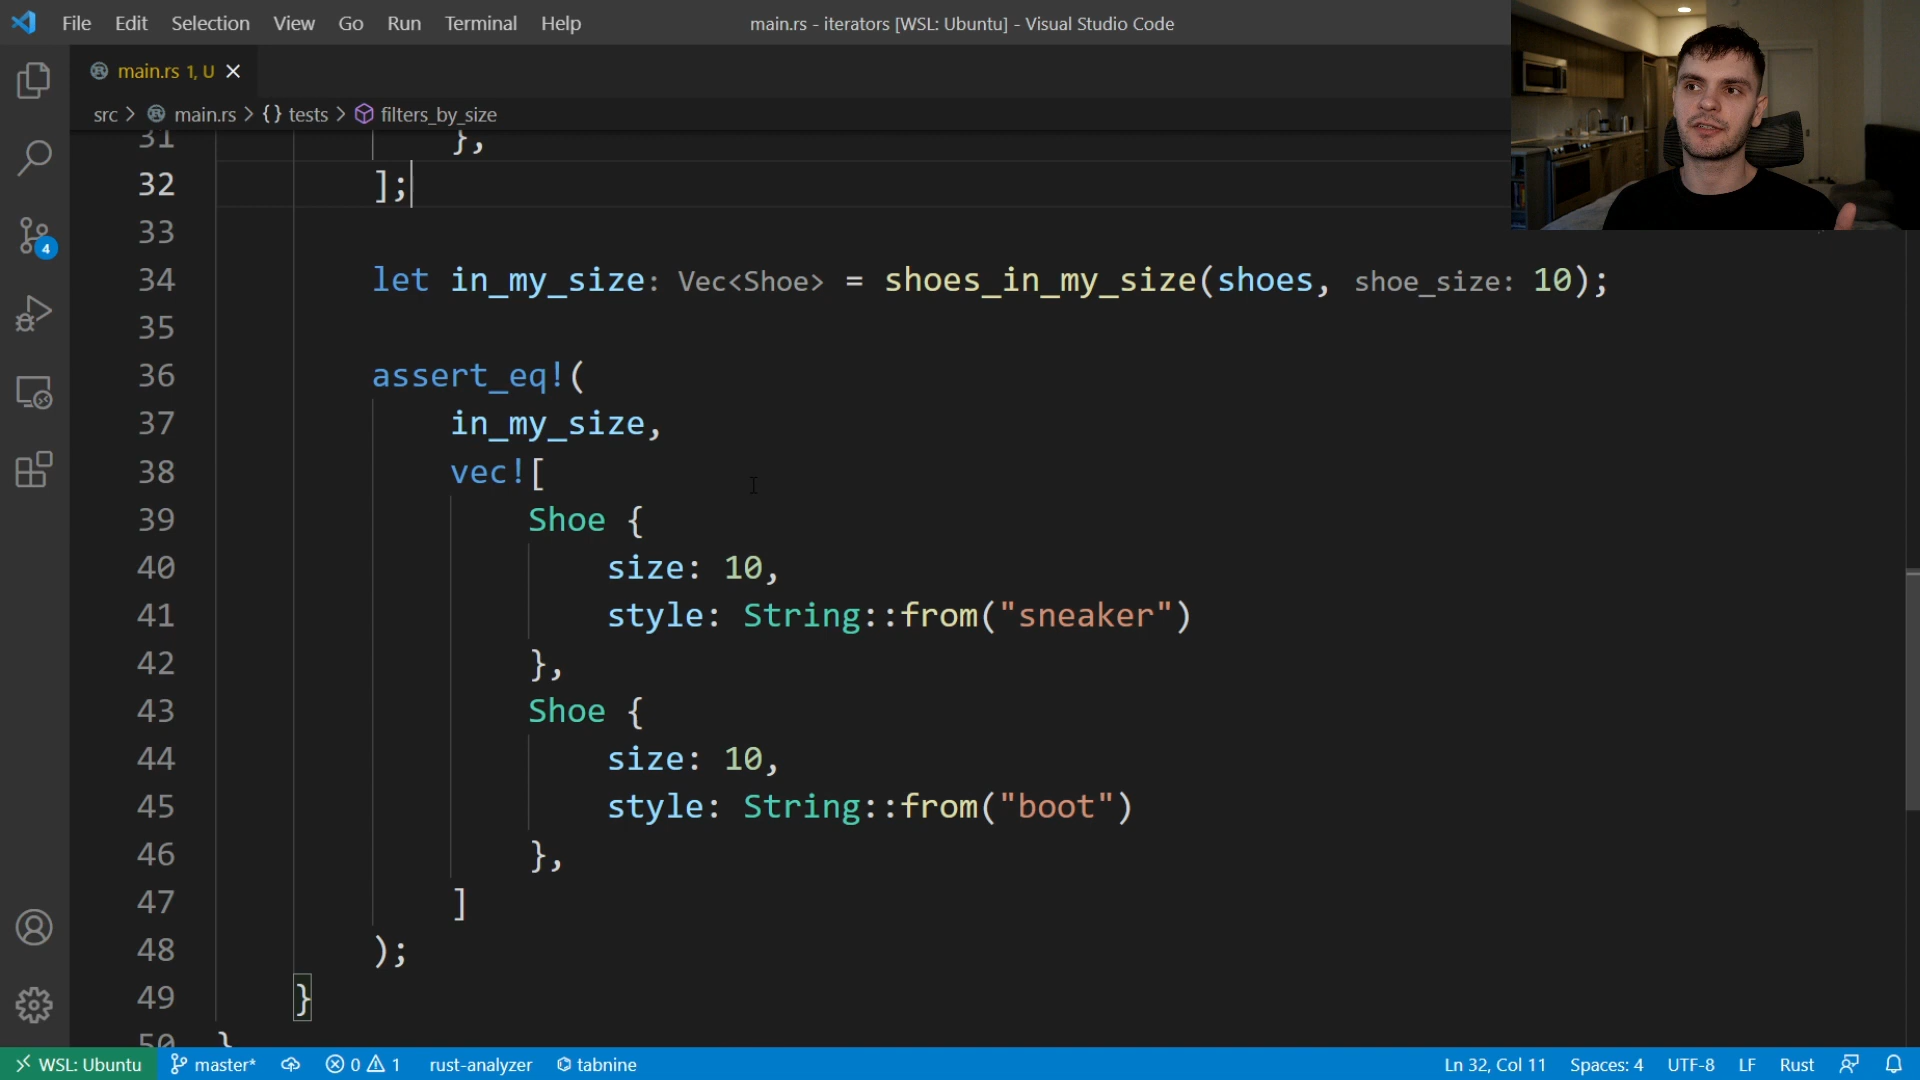 File Edit Selection View Go Run Terminal Help main.rs - iterators [WSL: Ubuntu] - Visual Studio Code
main.rs 1, U
src > main.rs > {} tests > filters_by_size
31 },
32 ];
33
34 let in_my_size: Vec<Shoe> = shoes_in_my_size(shoes, shoe_size: 10);
35
36 assert_eq!(
37 in_my_size,
38 vec![
39 Shoe {
40 size: 10,
41 style: String::from("sneaker")
42 },
43 Shoe {
44 size: 10,
45 style: String::from("boot")
46 },
47 ]
48 );
49 }
50 }
4
WSL: Ubuntu master* 0 1 rust-analyzer tabnine Ln 32, Col 11 Spaces: 4 UTF-8 LF Rust